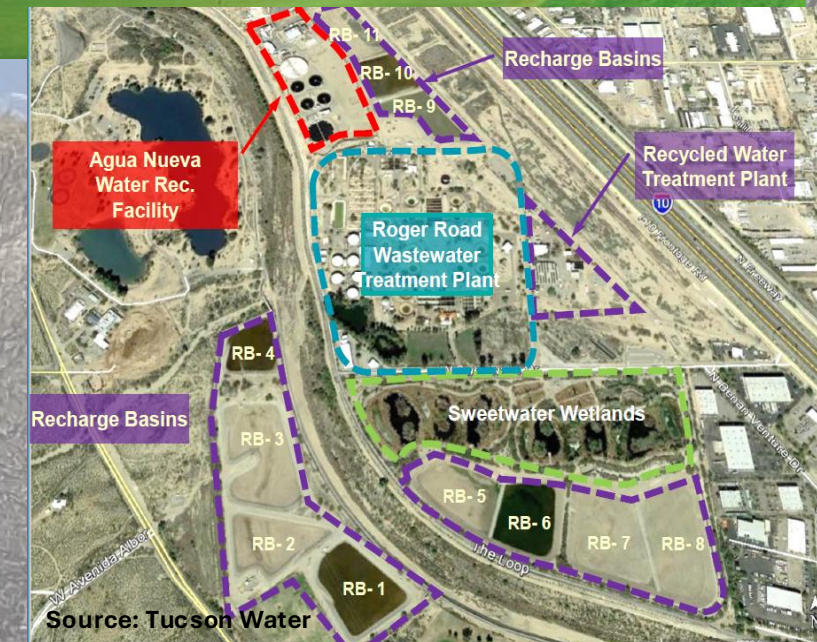 RB- 11
RB- 10
RB- 9
Recharge Basins
Agua Nueva
Water Rec.
Facility
Recycled Water
Treatment Plant
10
Roger Road
Wastewater
Treatment Plant
N Freeway
RB- 4
Recharge Basins
RB- 3
Sweetwater Wetlands
RB- 5
RB- 6
RB- 7
RB- 8
RB- 2
The Loop
RB- 1
Source: Tucson Water
N